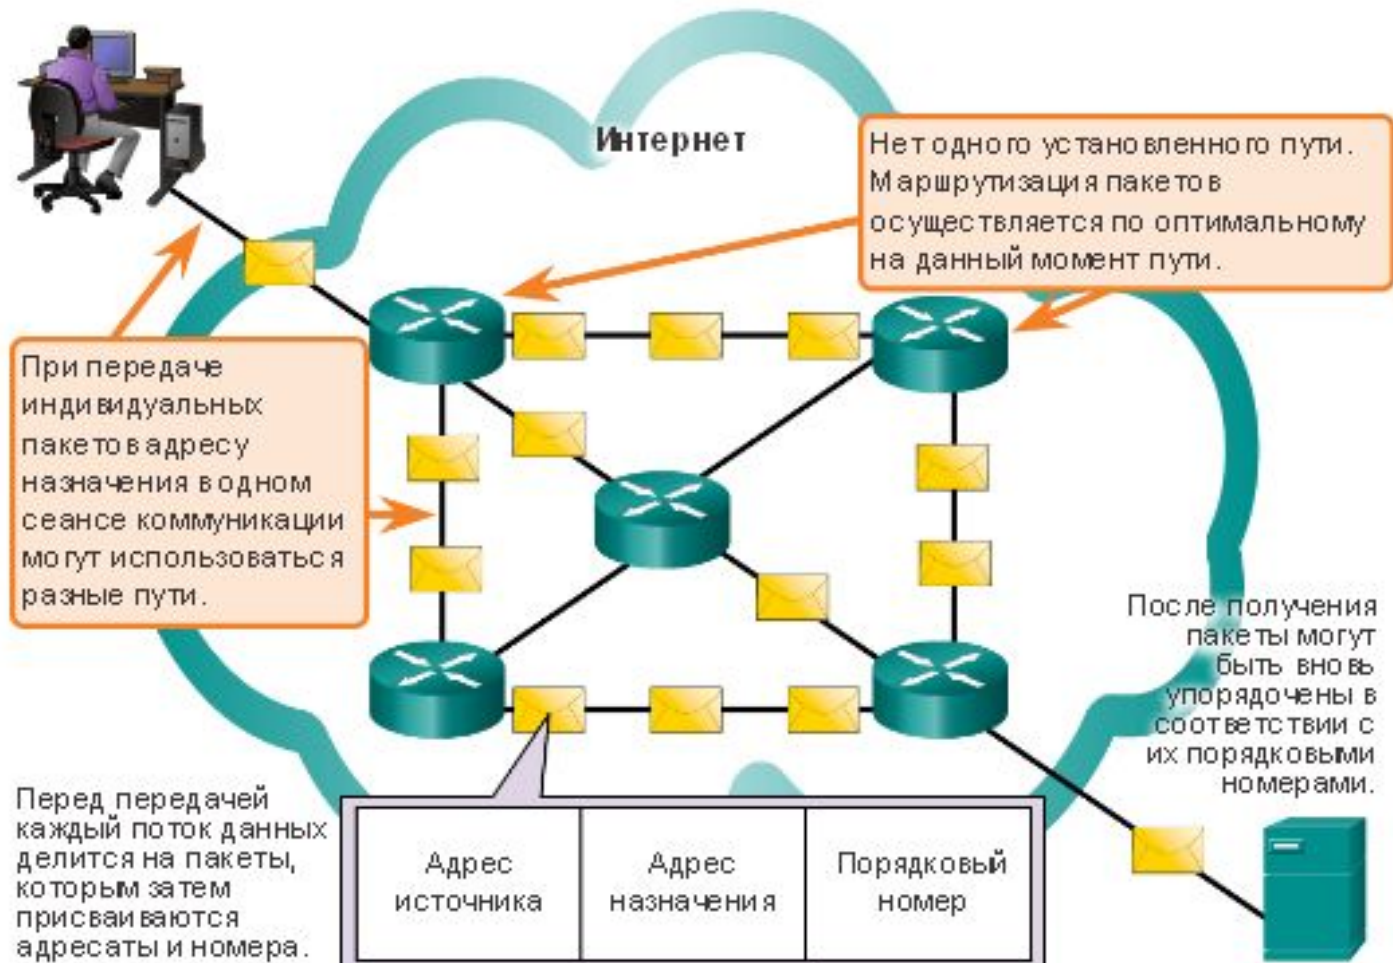 Интернет
Нет одного установленного пути.
Маршрутизация пакетов
осуществляется по оптимальному
на данный момент пути.
При передаче
индивидуальных
пакетов адресу
назначения в одном
сеансе коммуникации
могут использоваться
разные пути.
После получения
пакеты могут
быть вновь
упорядочены в
соответствии с
их порядковыми
номерами.
Перед передачей
каждый поток данных
делится на пакеты,
которым затем
присваиваются
адресаты и номера.
Адрес
источника
Адрес
назначения
Порядковый
номер